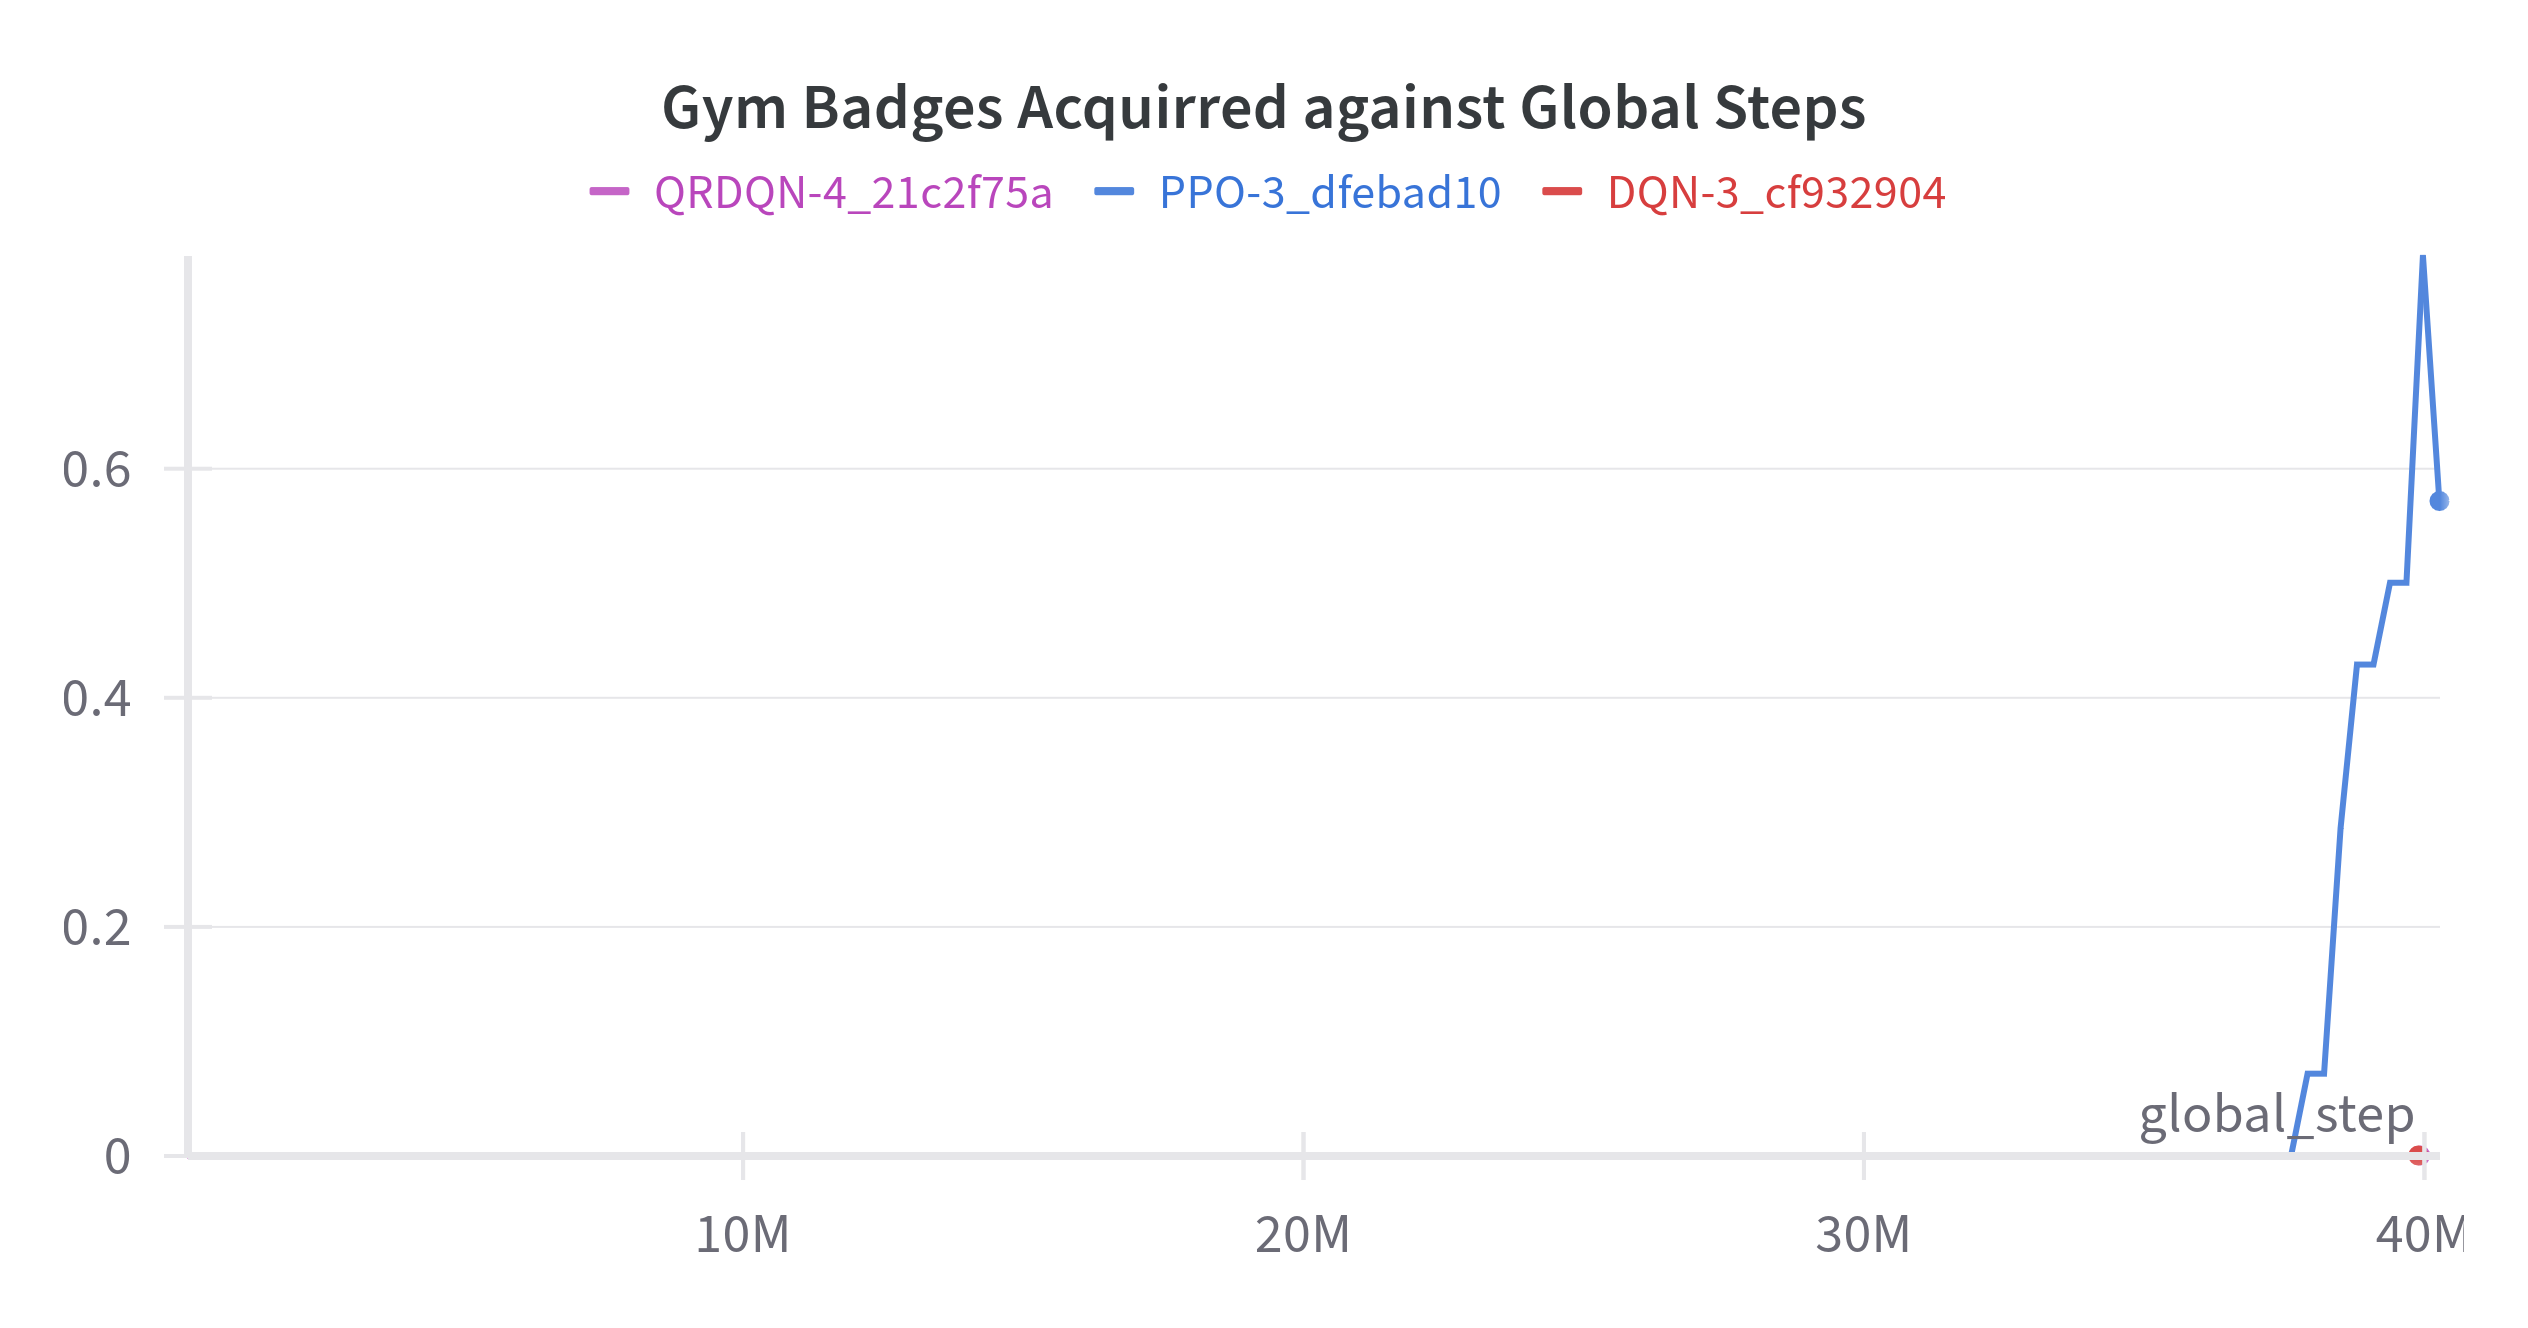 Gym Badges Acquirred against Global Steps
QRDQN-4_21c2f75a PPO-3_dfebad10 DQN-3_cf932904
0.6
0.4
0.2
global_step
0
10M 20M 30M 40M